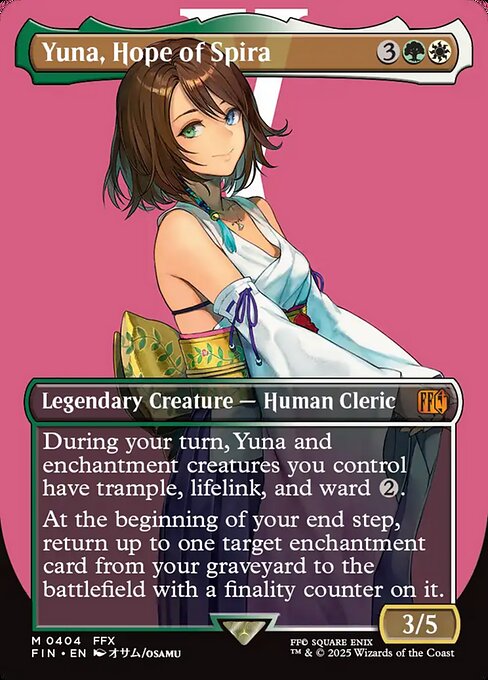 Yuna, Hope of Spira 3
Legendary Creature — Human Cleric
During your turn, Yuna and
enchantment creatures you control
have trample, lifelink, and ward 2.
At the beginning of your end step,
return up to one target enchantment
card from your graveyard to the
battlefield with a finality counter on it.
3/5
M 0404 FFX
FIN • EN オサム/OSAMU
FF© SQUARE ENIX
™ & © 2025 Wizards of the Coast